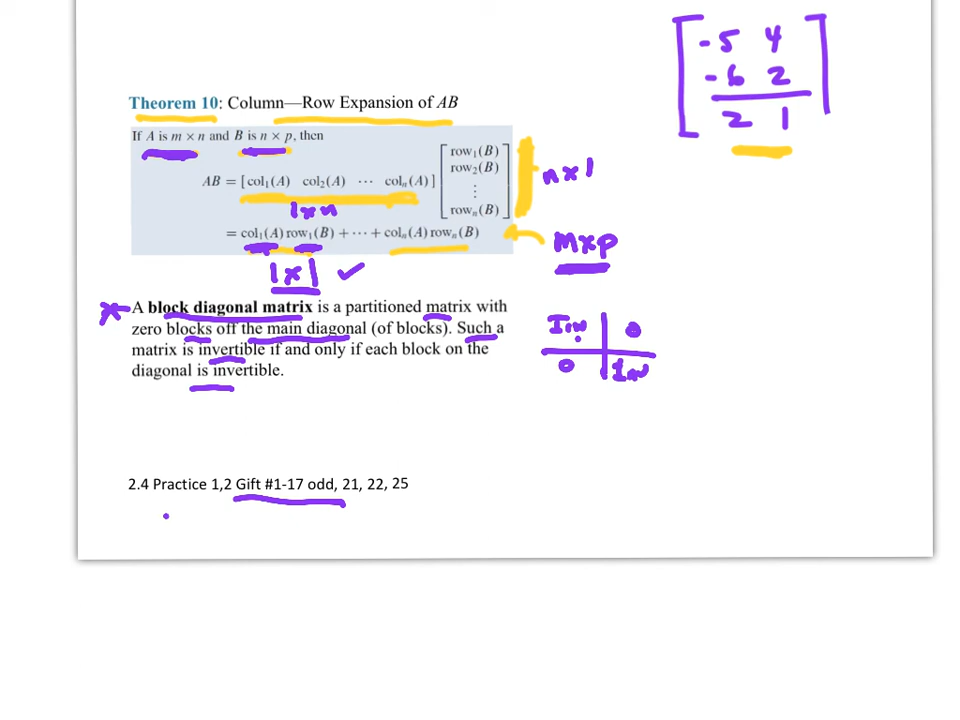 -5 4
-6 2
2 1
Theorem 10: Column—Row Expansion of AB
If A is m × n and B is n × p, then
AB = [col₁(A) col₂(A) ⋯ colₙ(A)] [row₁(B)
row₂(B)
⋮
rowₙ(B)]
n×1
1×n
= col₁(A) row₁(B) + ⋯ + colₙ(A) rowₙ(B)
m×p
1×1 ✓
* A block diagonal matrix is a partitioned matrix with
zero blocks off the main diagonal (of blocks). Such a
matrix is invertible if and only if each block on the
diagonal is invertible.
Inv 0
0 Inv
2.4 Practice 1,2 Gift #1-17 odd, 21, 22, 25